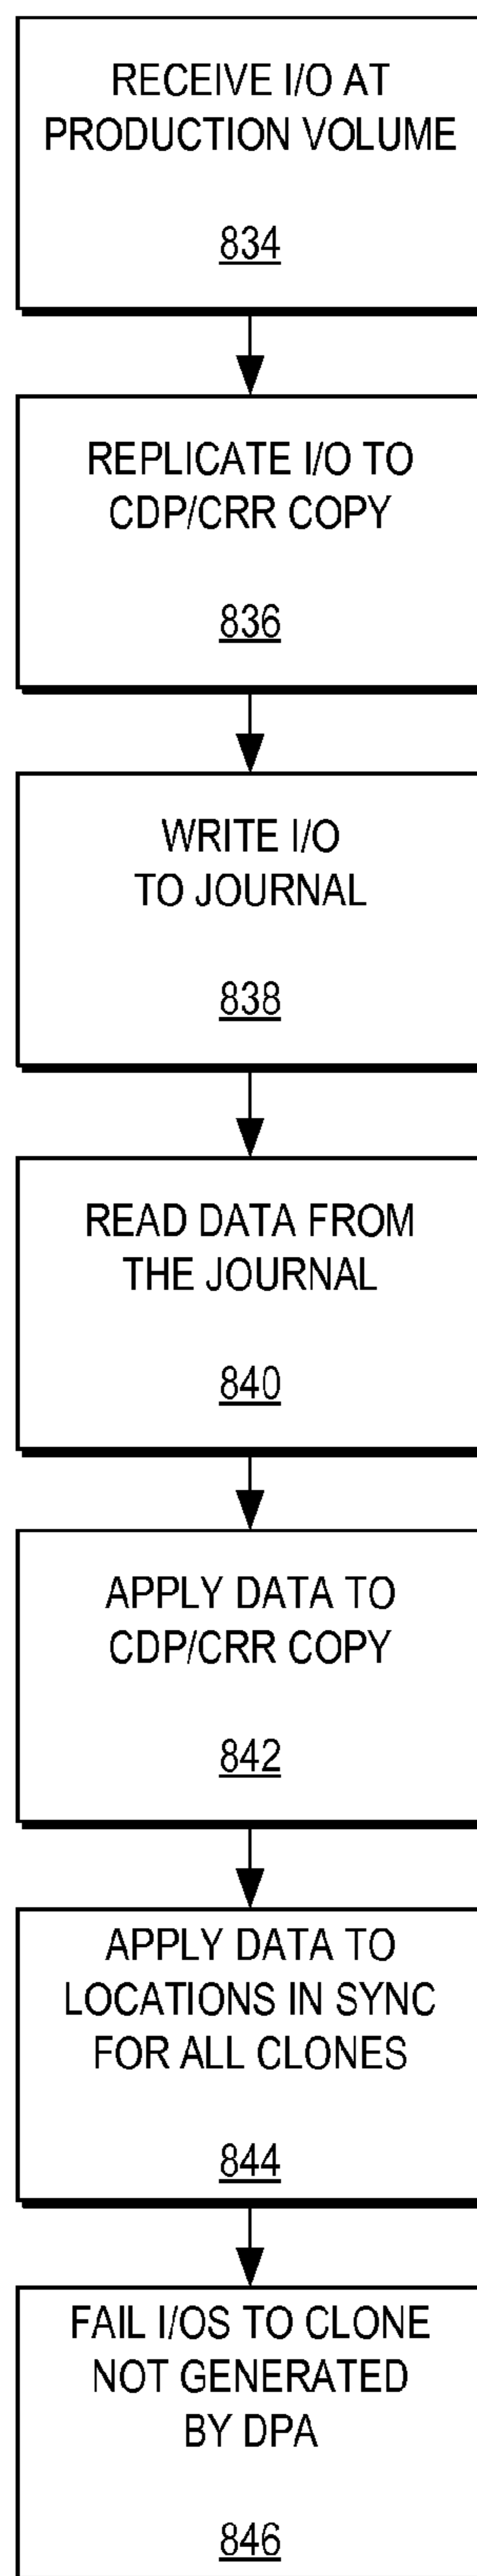 RECEIVE I/O AT
PRODUCTION VOLUME
834
REPLICATE I/O TO
CDP/CRR COPY
836
WRITE I/O
TO JOURNAL
838
READ DATA FROM
THE JOURNAL
840
APPLY DATA TO
CDP/CRR COPY
842
APPLY DATA TO
LOCATIONS IN SYNC
FOR ALL CLONES
844
FAIL I/OS TO CLONE
NOT GENERATED
BY DPA
846